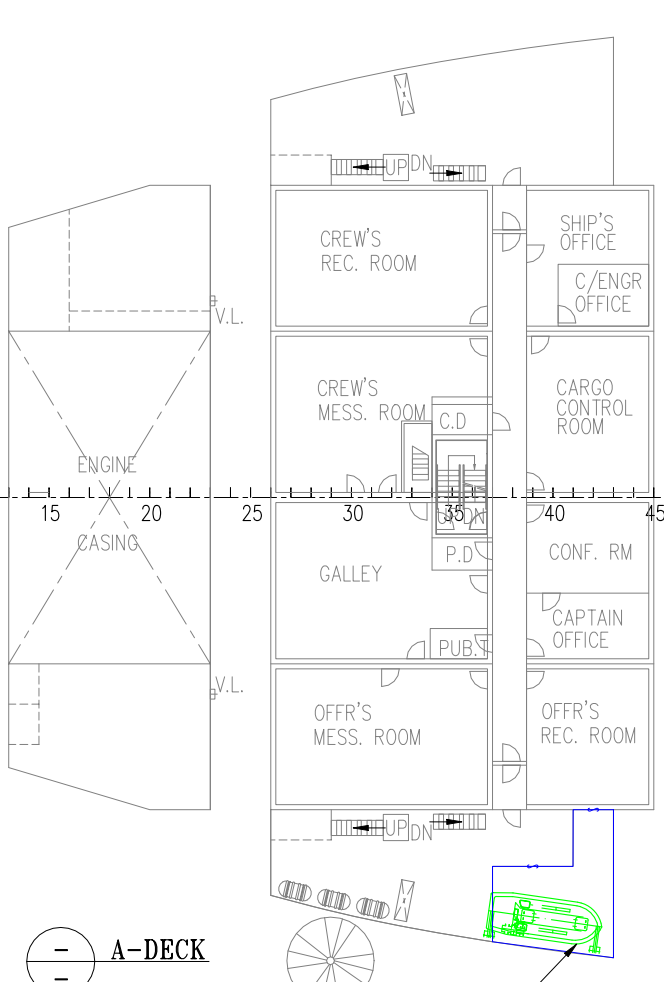 UP DN
CREW'S
REC. ROOM
SHIP'S
OFFICE
C/ENGR
OFFICE
V.L.
CREW'S
MESS. ROOM
C.D
CARGO
CONTROL
ROOM
ENGINE
15 20 25 30 35 40 45
UP DN
CASING
GALLEY
P.D
CONF. RM
CAPTAIN
OFFICE
PUB.T
V.L.
OFFR'S
MESS. ROOM
OFFR'S
REC. ROOM
UP DN
A-DECK